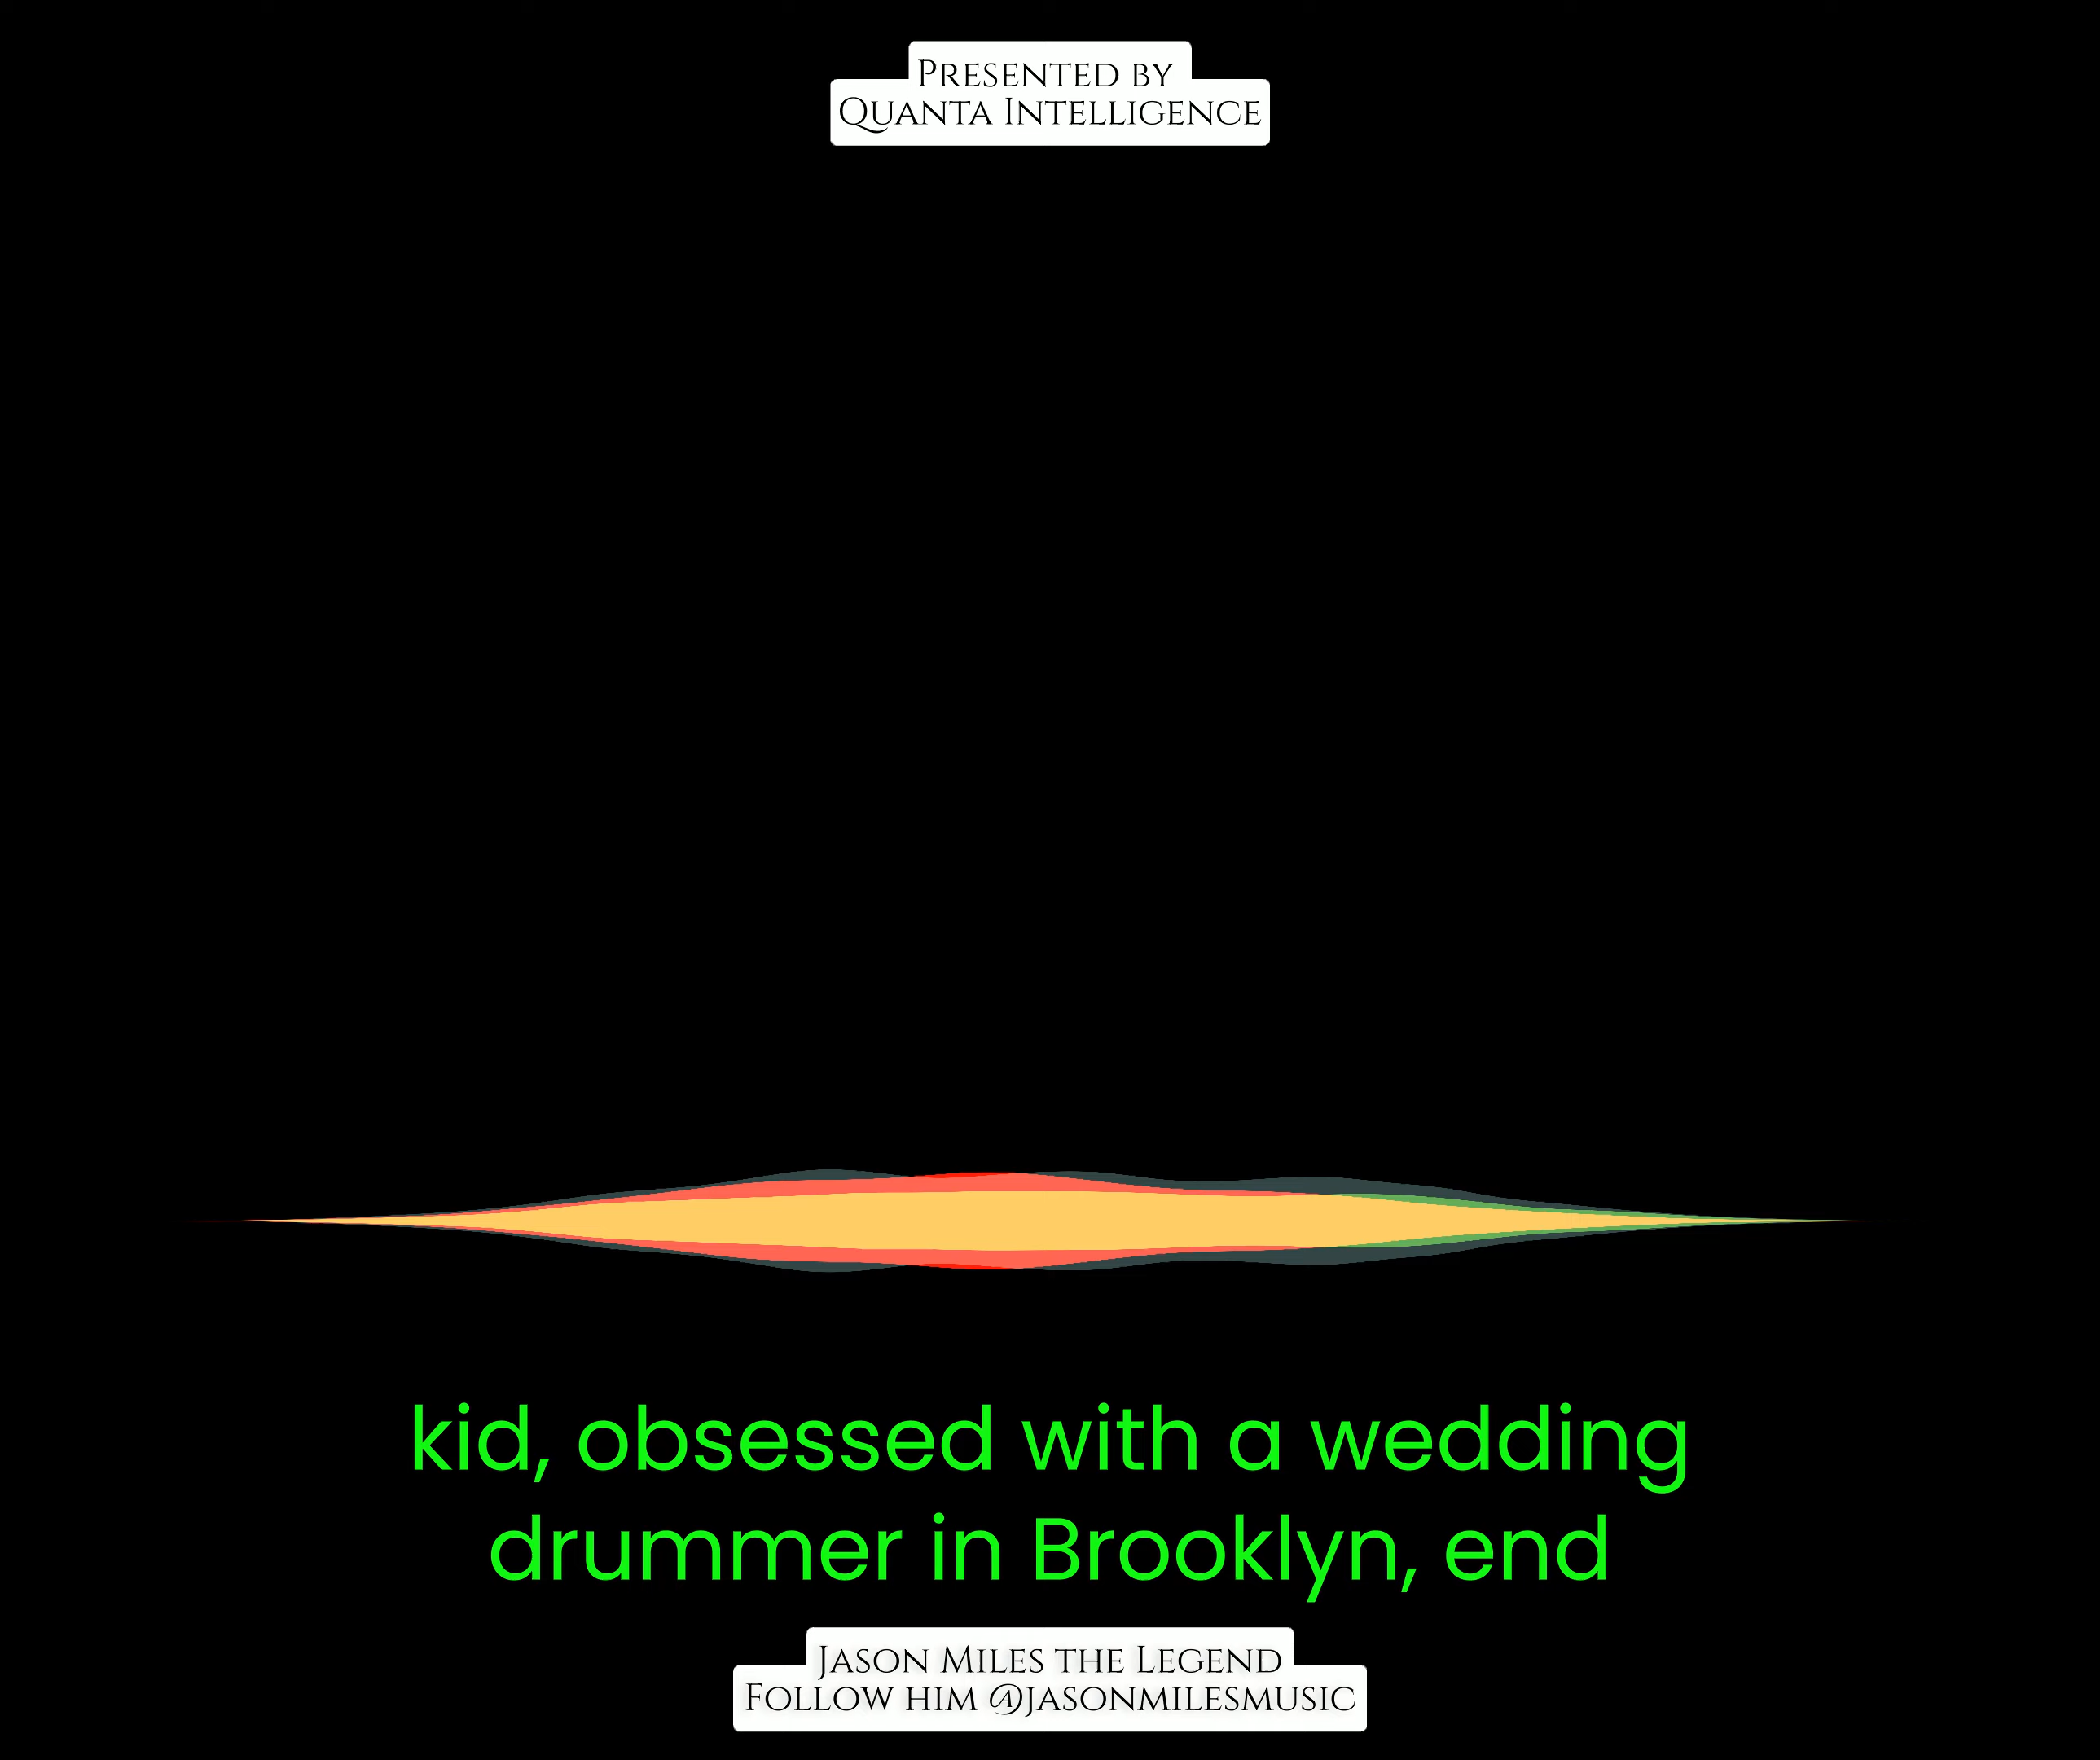 Presented by
Quanta Intelligence
kid, obsessed with a wedding
drummer in Brooklyn, end
Jason Miles the Legend
Follow him @jasonmilesmusic